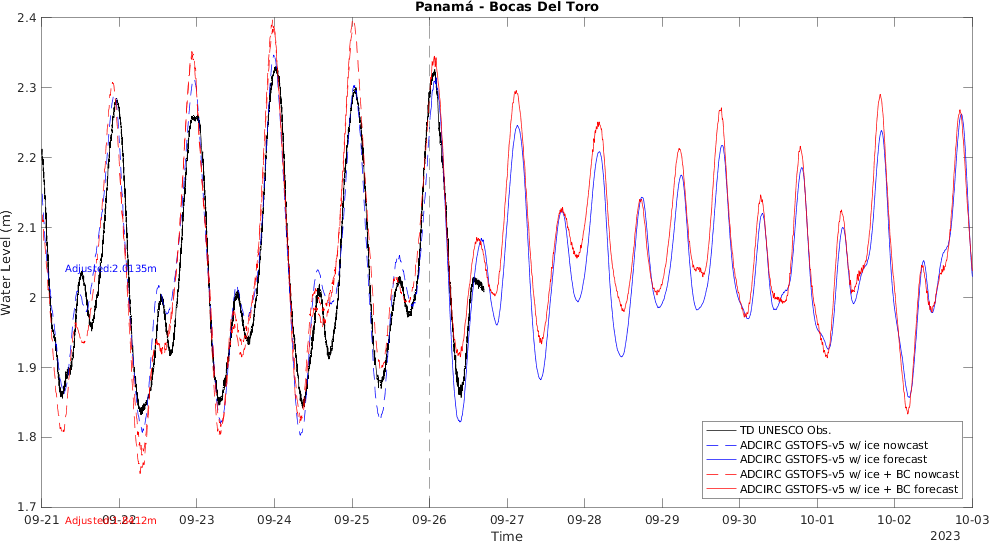 Panamá - Bocas Del Toro
2.4
2.3
2.2
2.1
2
1.9
1.8
1.7
Water Level (m)
Adjusted:2.0135m
TD UNESCO Obs.
ADCIRC GSTOFS-v5 w/ ice nowcast
ADCIRC GSTOFS-v5 w/ ice forecast
ADCIRC GSTOFS-v5 w/ ice + BC nowcast
ADCIRC GSTOFS-v5 w/ ice + BC forecast
09-21 09-22 09-23 09-24 09-25 09-26 09-27 09-28 09-29 09-30 10-01 10-02 10-03
Time
2023